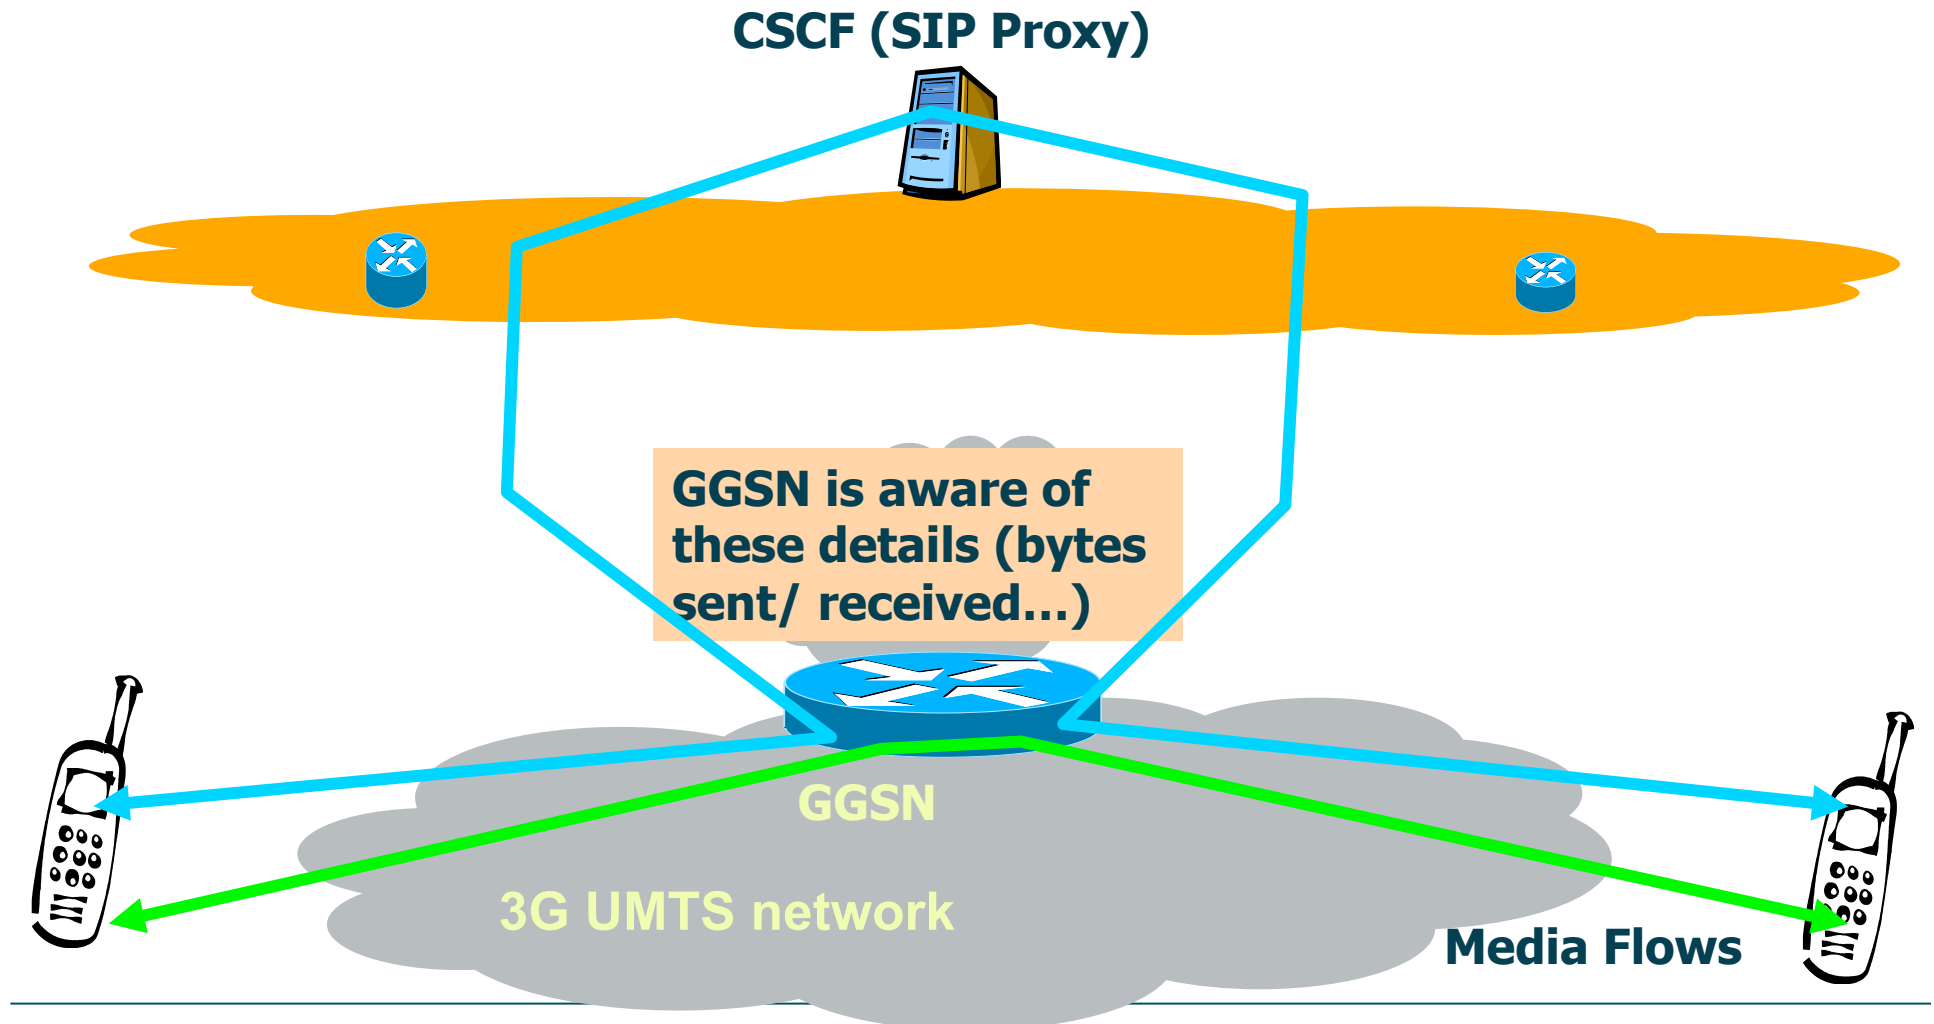 CSCF (SIP Proxy)
GGSN is aware of
these details (bytes
sent/ received...)
GGSN
3G UMTS network
Media Flows